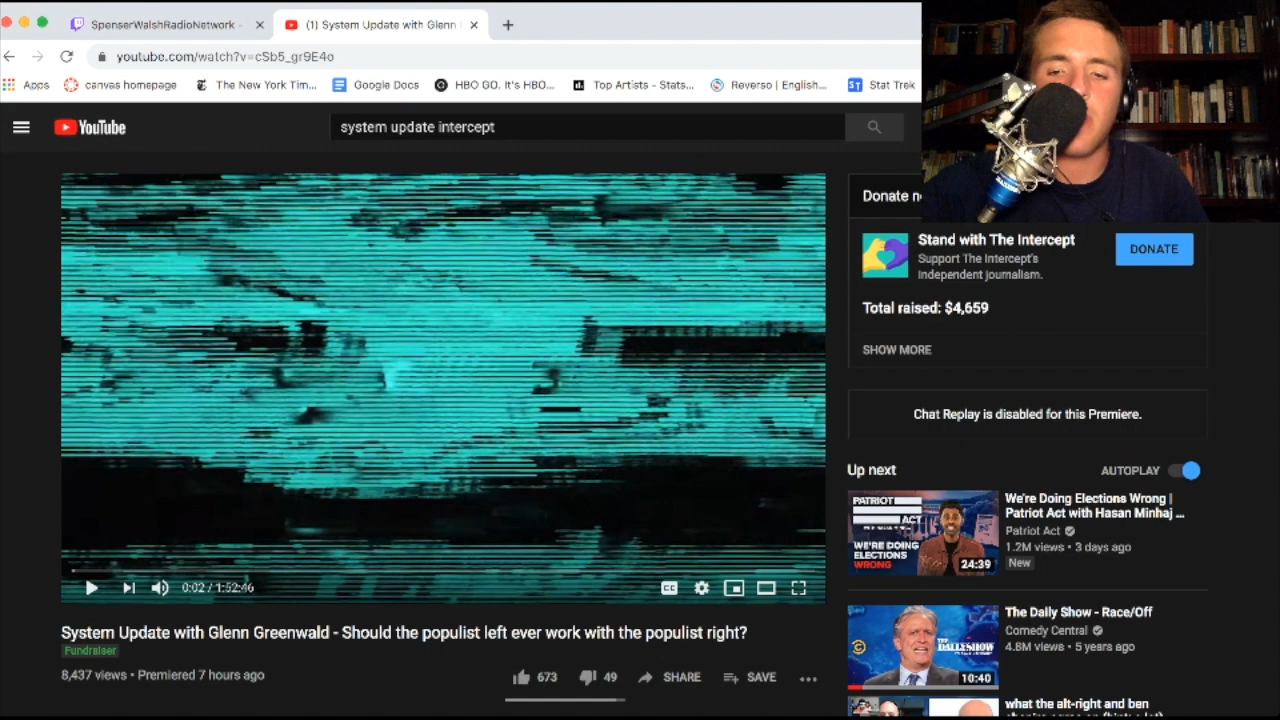 SpenserWalshRadioNetwork -
(1) System Update with Glenn
youtube.com/watch?v=cSb5_gr9E4o
Apps
canvas homepage
The New York Tim...
Google Docs
HBO GO. It's HBO...
Top Artists - Stats...
Reverso | English...
ST
Stat Trek
YouTube
system update intercept
Donate
Stand with The Intercept
Support The Intercept's
independent journalism.
DONATE
Total raised: $4,659
SHOW MORE
Chat Replay is disabled for this Premiere.
Up next
AUTOPLAY
PATRIOT
ACT
WE'RE DOING
ELECTIONS
WRONG
24:39
We're Doing Elections Wrong |
Patriot Act with Hasan Minhaj ...
Patriot Act
1.2M views • 3 days ago
New
0:02 / 1:52:46
CC
System Update with Glenn Greenwald - Should the populist left ever work with the populist right?
Fundraiser
8,437 views • Premiered 7 hours ago
673
49
SHARE
SAVE
THE DAILY SHOW
10:40
The Daily Show - Race/Off
Comedy Central
4.8M views • 5 years ago
what the alt-right and ben